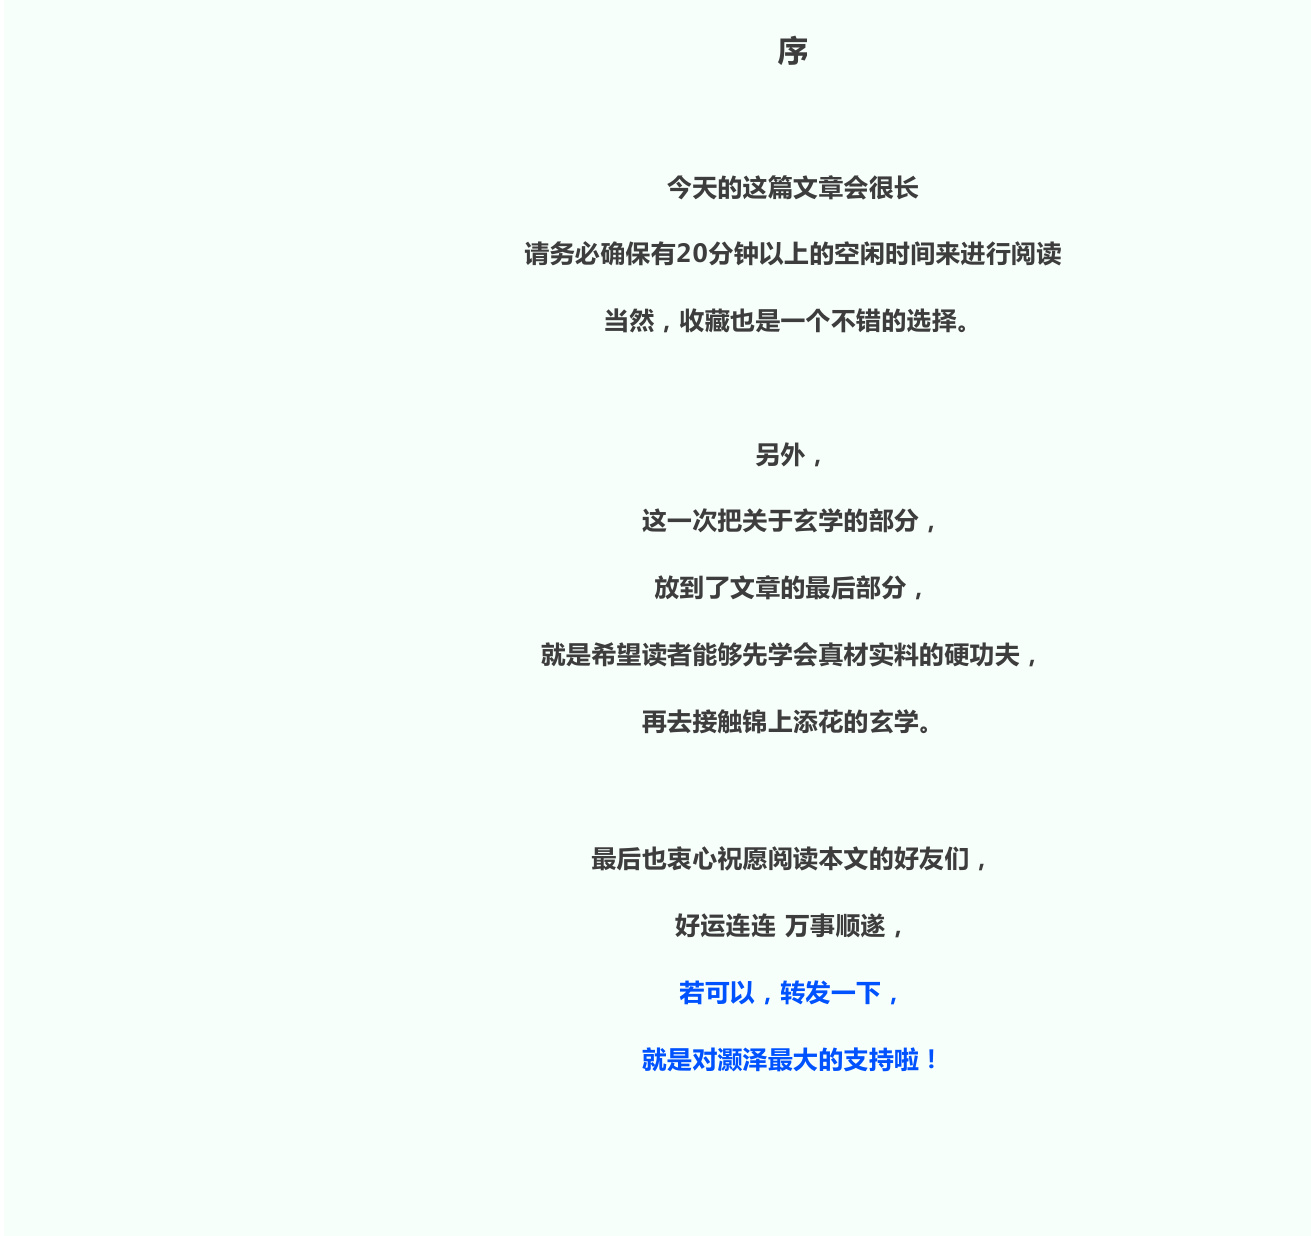 序
今天的这篇文章会很长
请务必确保有20分钟以上的空闲时间来进行阅读
当然，收藏也是一个不错的选择。
另外，
这一次把关于玄学的部分，
放到了文章的最后部分，
就是希望读者能够先学会真材实料的硬功夫，
再去接触锦上添花的玄学。
最后也衷心祝愿阅读本文的好友们，
好运连连 万事顺遂，
若可以，转发一下，
就是对灏泽最大的支持啦！